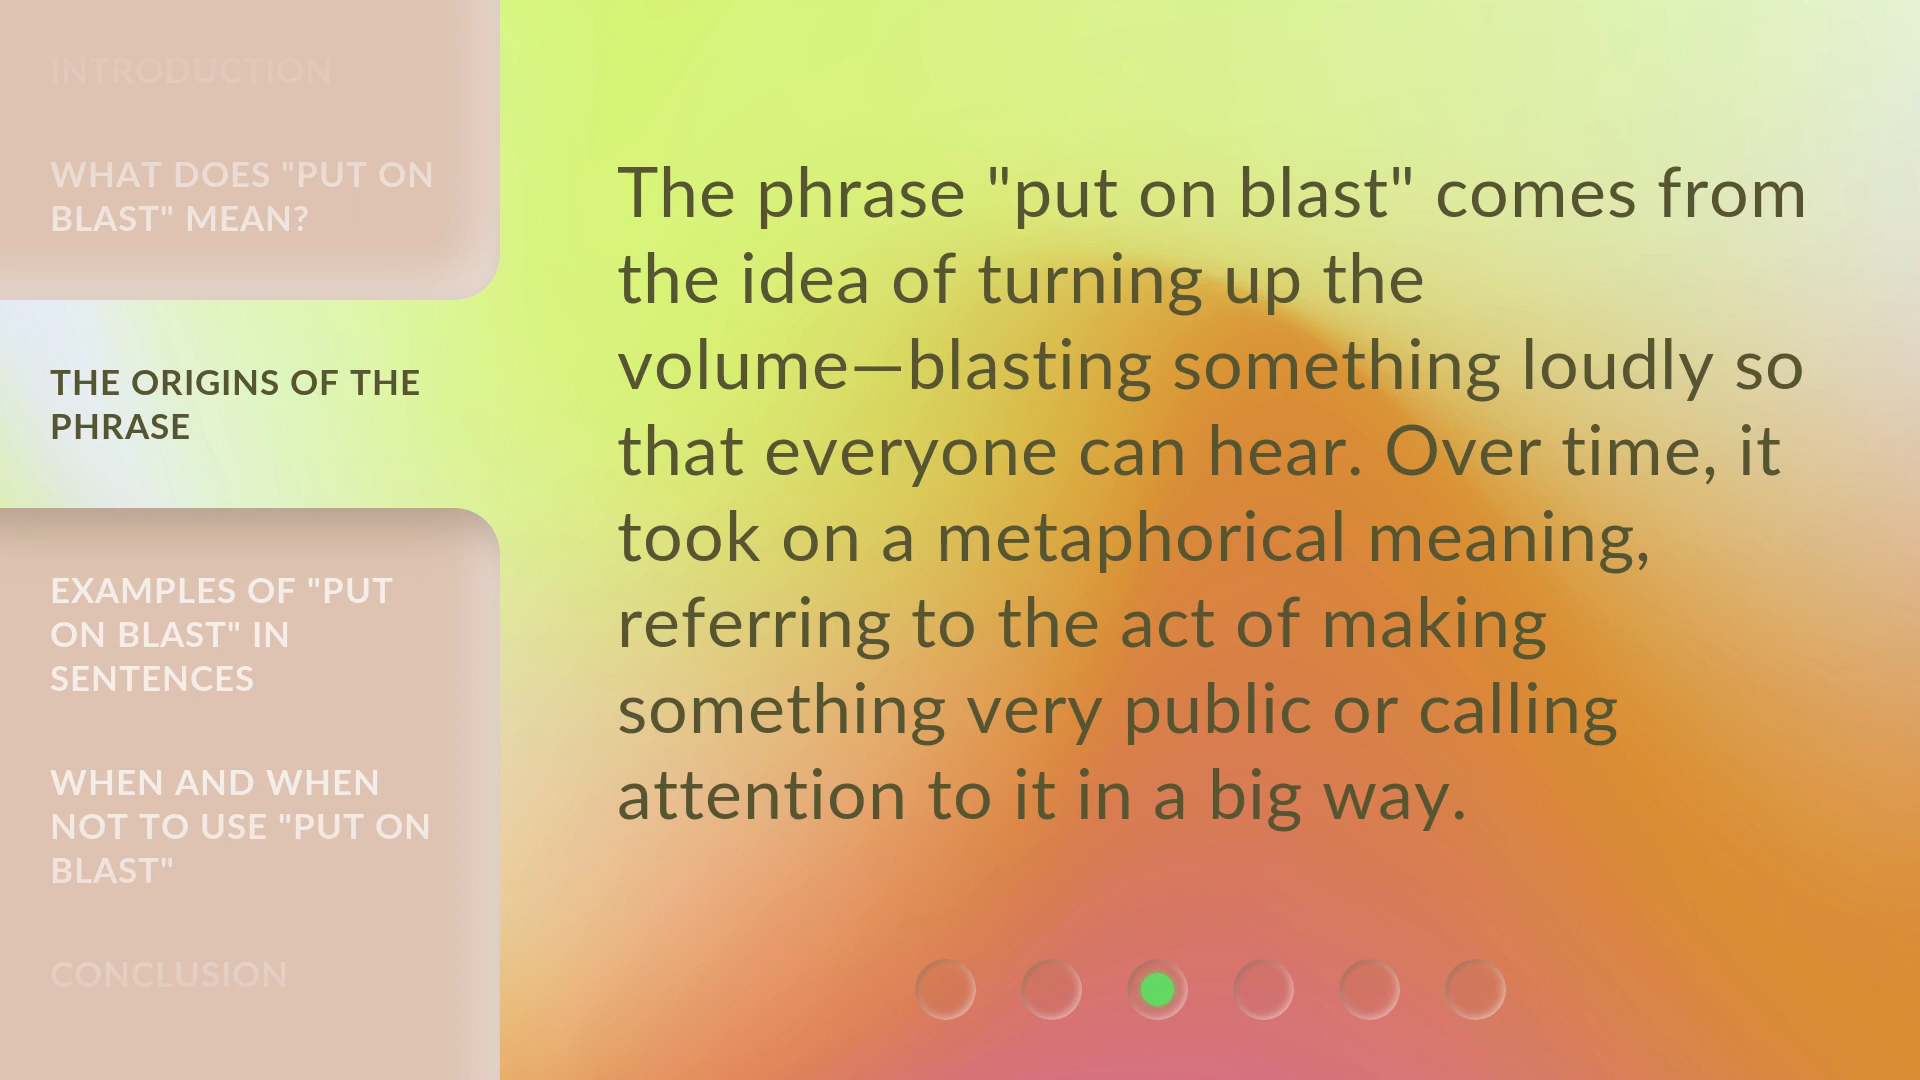 INTRODUCTION
WHAT DOES "PUT ON
BLAST" MEAN?
THE ORIGINS OF THE
PHRASE
EXAMPLES OF "PUT
ON BLAST" IN
SENTENCES
WHEN AND WHEN
NOT TO USE "PUT ON
BLAST"
CONCLUSION
The phrase "put on blast" comes from
the idea of turning up the
volume—blasting something loudly so
that everyone can hear. Over time, it
took on a metaphorical meaning,
referring to the act of making
something very public or calling
attention to it in a big way.